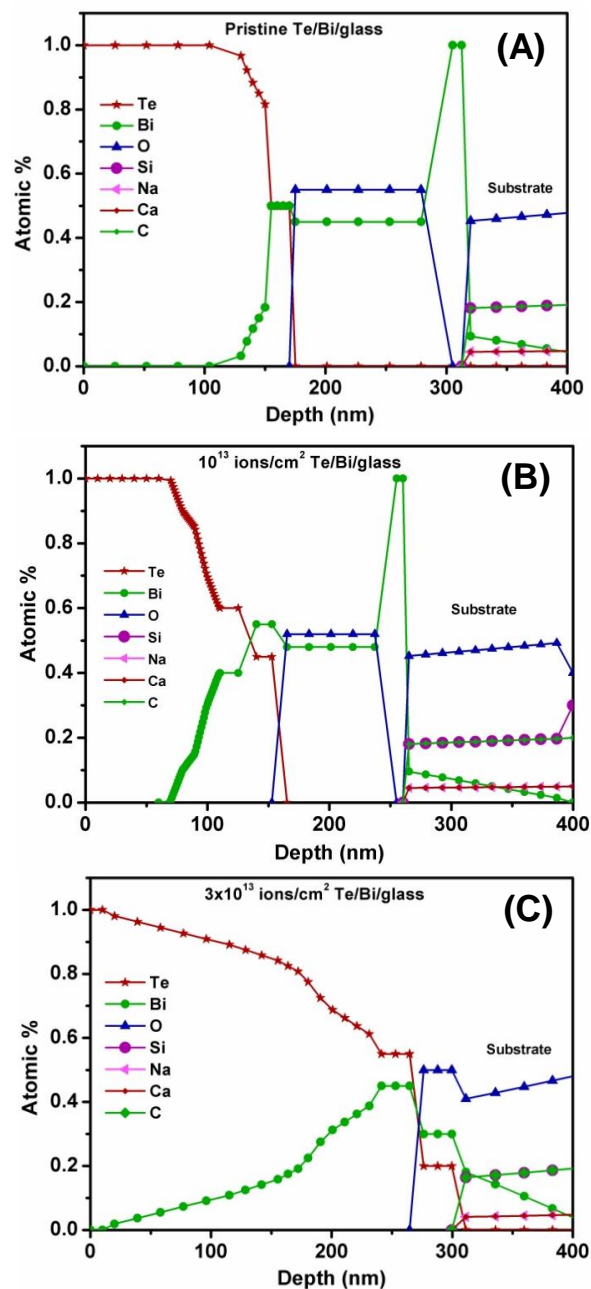 Pristine Te/Bi/glass
(A)
Te
Bi
O
Si
Na
Ca
C
Substrate
Atomic %
1.0
0.8
0.6
0.4
0.2
0.0
0
100
200
300
400
Depth (nm)
10¹³ ions/cm² Te/Bi/glass
(B)
Te
Bi
O
Si
Na
Ca
C
Substrate
Atomic %
1.0
0.8
0.6
0.4
0.2
0.0
0
100
200
300
400
Depth (nm)
3x10¹³ ions/cm² Te/Bi/glass
(C)
Te
Bi
O
Si
Na
Ca
C
Substrate
Atomic %
1.0
0.8
0.6
0.4
0.2
0.0
0
100
200
300
400
Depth (nm)